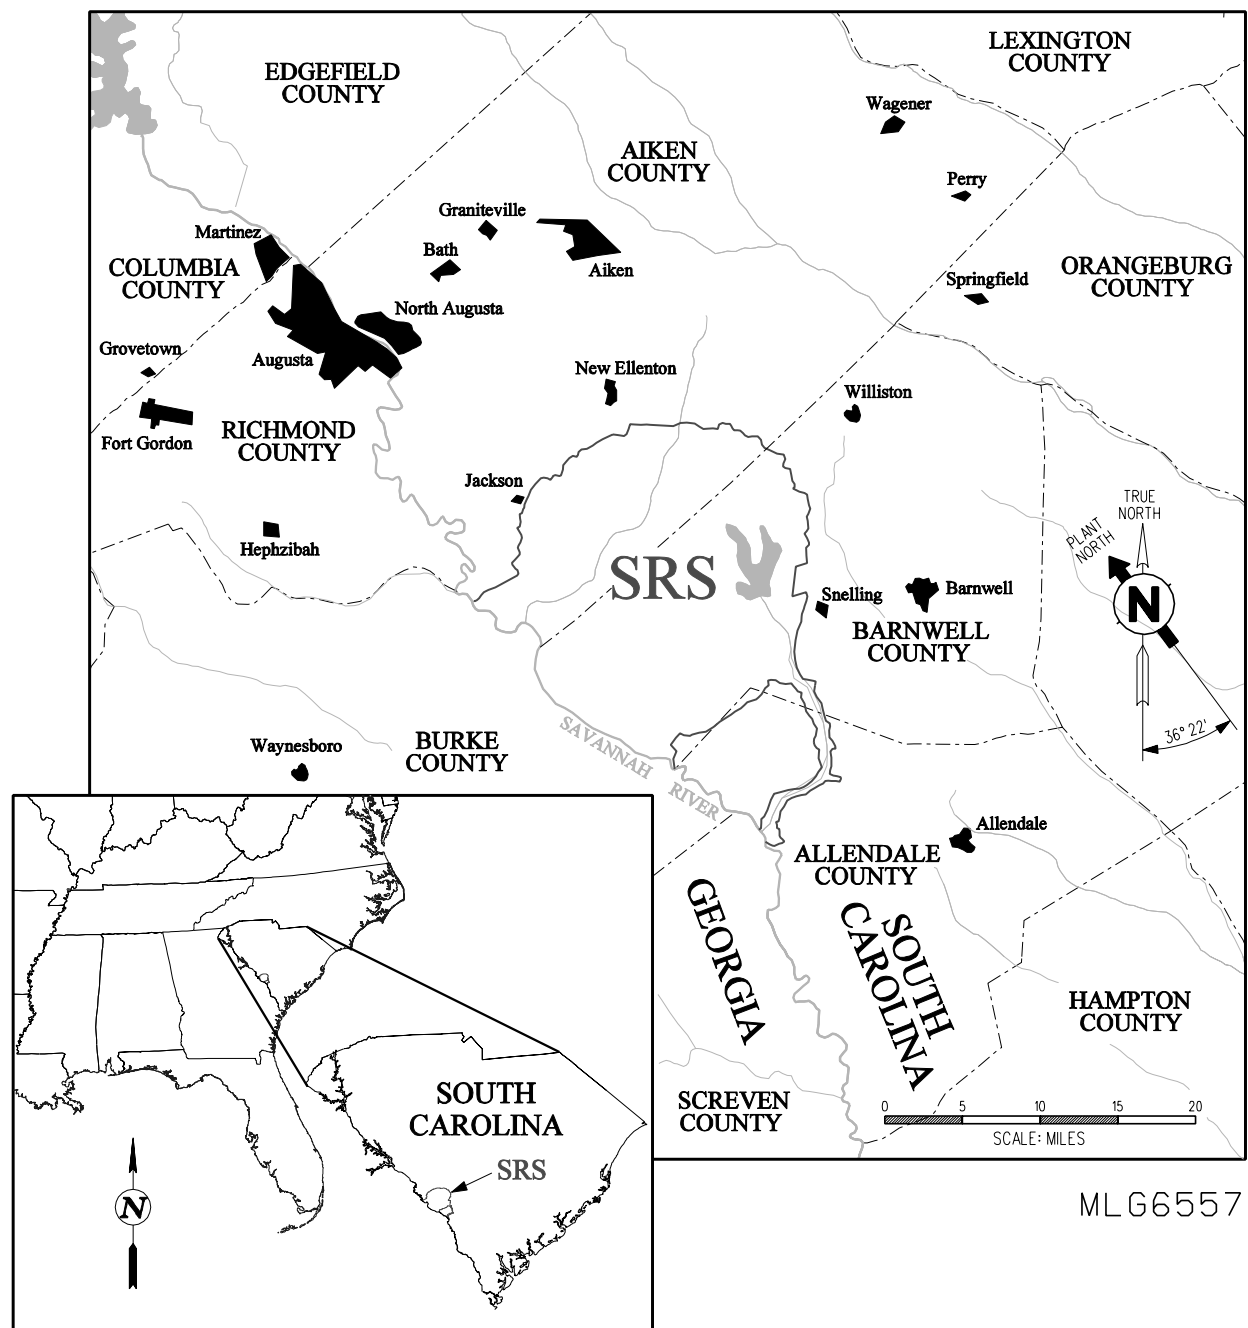 LEXINGTON
COUNTY
EDGEFIELD
COUNTY
Wagener
AIKEN
COUNTY
Perry
Graniteville
Martinez
Bath
Aiken
COLUMBIA
COUNTY
ORANGEBURG
COUNTY
Springfield
North Augusta
Grovetown
Augusta
New Ellenton
Williston
Fort Gordon
RICHMOND
COUNTY
Jackson
TRUE
NORTH
PLANT
NORTH
Hephzibah
SRS
Snelling
Barnwell
N
BARNWELL
COUNTY
36° 22'
SAVANNAH RIVER
Waynesboro
BURKE
COUNTY
Allendale
ALLENDALE
COUNTY
GEORGIA
SOUTH
CAROLINA
HAMPTON
COUNTY
SCREVEN
COUNTY
0 5 10 15 20
SCALE: MILES
SOUTH
CAROLINA
SRS
N
MLG6557